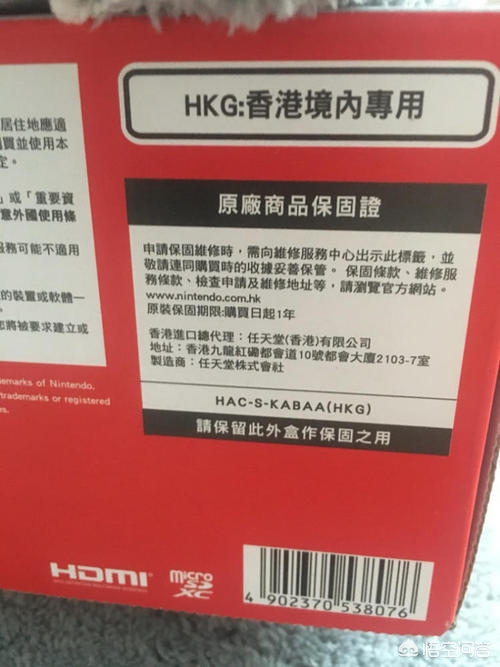 HKG:香港境內專用
居住地應適
買並使用本
定。
」或「重要資
意外國使用條
服務可能不適用
的裝置或軟體一
您將被要求建立或
emarks of Nintendo.
trademarks or registered
es.
原廠商品保固證
申請保固維修時，需向維修服務中心出示此標籤，並
敬請連同購買時的收據妥善保管。保固條款、維修服
務條款、檢查申請及維修地址等，請瀏覽官方網站。
www.nintendo.com.hk
原裝保固期限:購買日起1年
香港進口總代理：任天堂(香港)有限公司
地址：香港九龍紅磡都會道10號都會大廈2103-7室
製造商：任天堂株式會社
HAC-S-KABAA(HKG)
請保留此外盒作保固之用
HDMI
micro SD XC
4 902370 538076
悟空问答